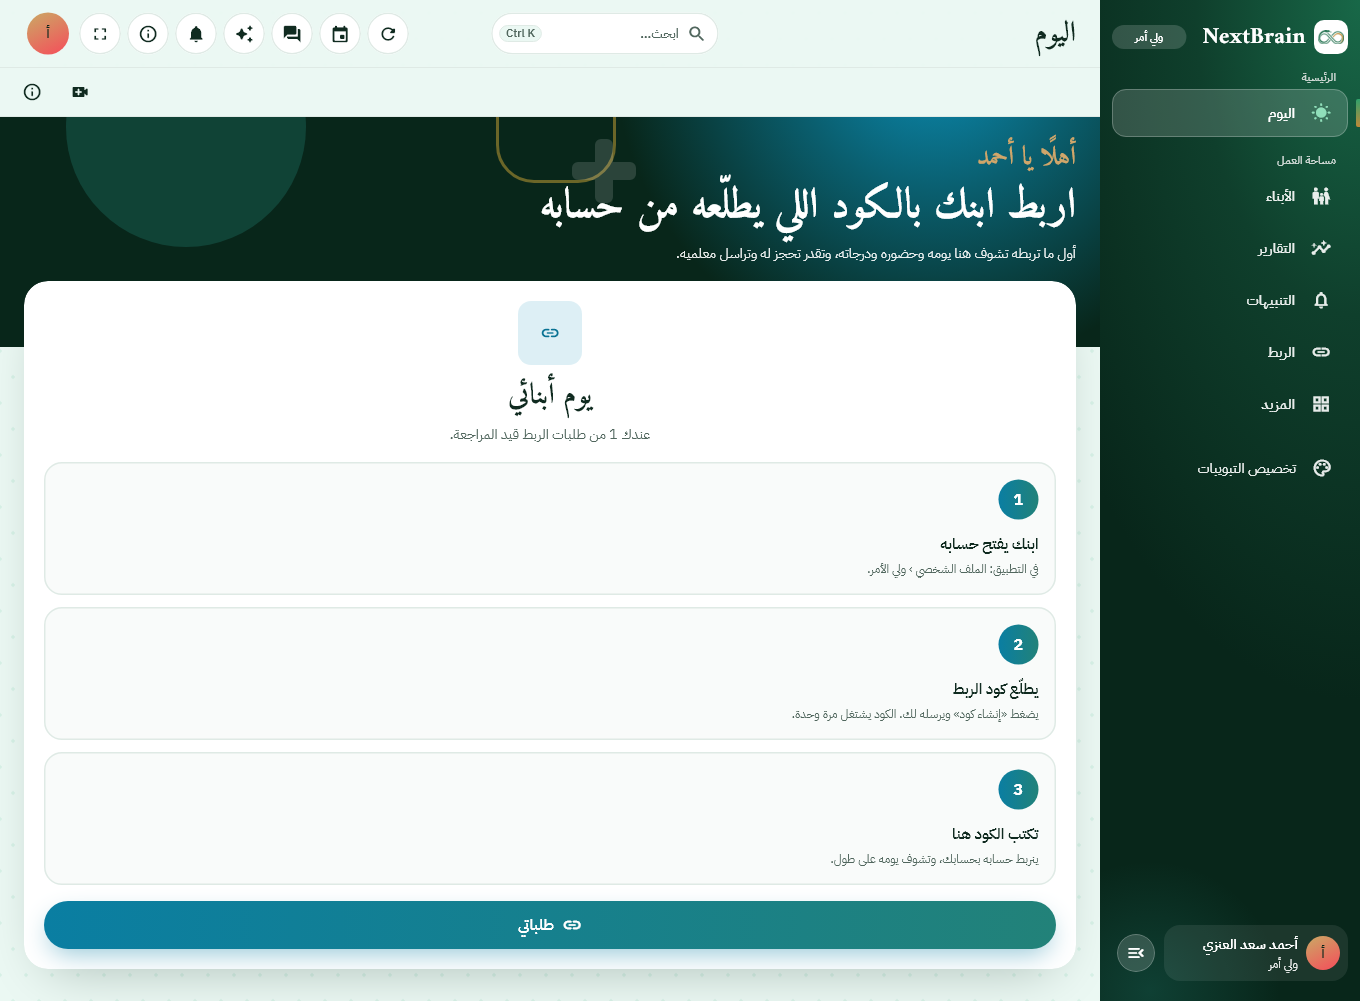 NextBrain
ولي أمر
الرئيسية
اليوم
مساحة العمل
الأبناء
التقارير
التنبيهات
الربط
المزيد
تخصيص التبويبات
أحمد سعد العنزي
ولي أمر
أ
اليوم
ابحث...
Ctrl K
أ
أهلًا يا أحمد
اربط ابنك بالكود اللي يطلّعه من حسابه
أول ما تربطه تشوف هنا يومه وحضوره ودرجاته، وتقدر تحجز له وتراسل معلميه.
يوم أبنائي
عندك 1 من طلبات الربط قيد المراجعة.
1
ابنك يفتح حسابه
في التطبيق: الملف الشخصي › ولي الأمر.
2
يطلّع كود الربط
يضغط «إنشاء كود» ويرسله لك. الكود يشتغل مرة وحدة.
3
تكتب الكود هنا
ينربط حسابه بحسابك، وتشوف يومه على طول.
طلباتي